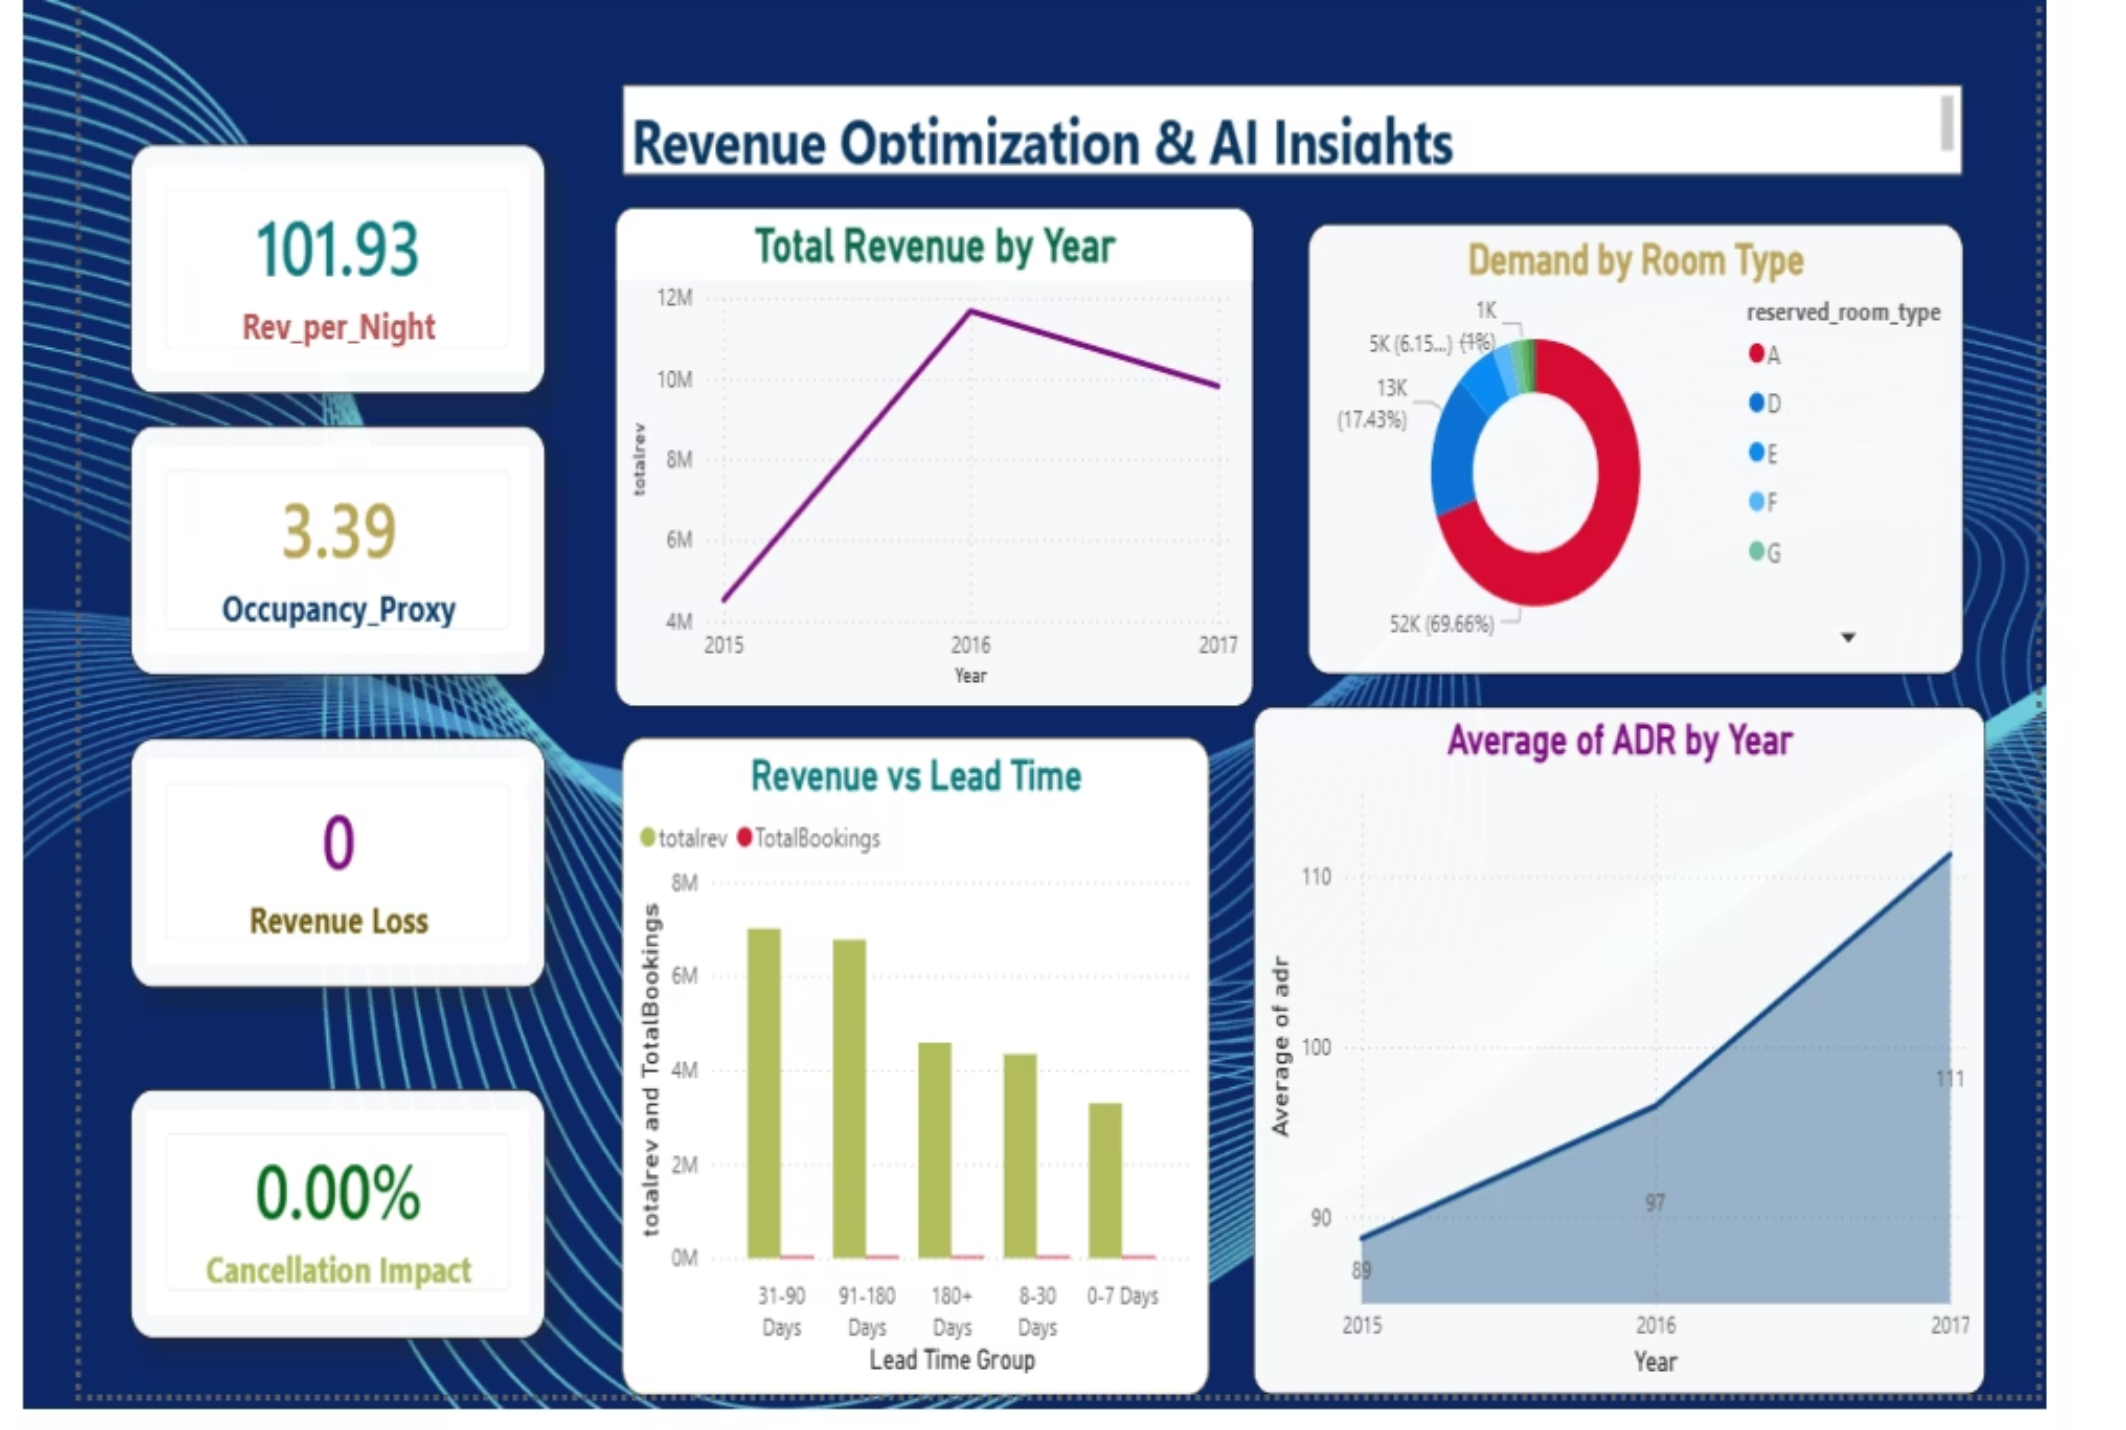 Revenue Optimization & AI Insights
101.93
Rev_per_Night
3.39
Occupancy_Proxy
0
Revenue Loss
0.00%
Cancellation Impact
Total Revenue by Year
12M
10M
8M
6M
4M
totalrev
2015
2016
2017
Year
Demand by Room Type
1K
(1%)
5K (6.15...)
13K
(17.43%)
52K (69.66%)
reserved_room_type
A
D
E
F
G
Revenue vs Lead Time
totalrev
TotalBookings
8M
6M
4M
2M
0M
totalrev and TotalBookings
31-90
Days
91-180
Days
180+
Days
8-30
Days
0-7 Days
Lead Time Group
Average of ADR by Year
110
100
90
Average of adr
89
97
111
2015
2016
2017
Year